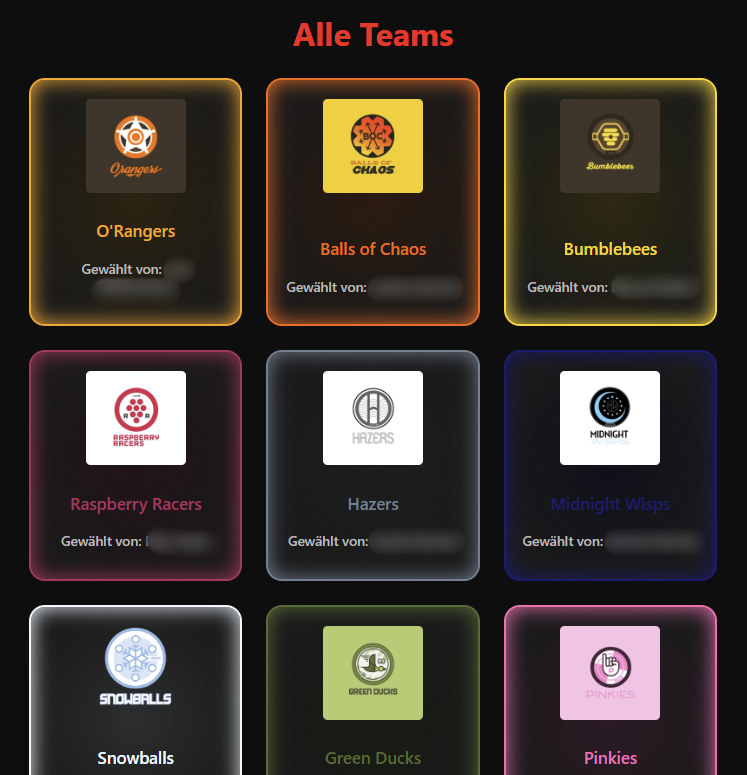 Alle Teams
O'rangers
BOC
BALLS OF
CHAOS
Bumblebees
O'Rangers
Balls of Chaos
Bumblebees
Gewählt von:
Gewählt von:
Gewählt von:
RASPBERRY
RACERS
HAZERS
MIDNIGHT
WISPS
Raspberry Racers
Hazers
Midnight Wisps
Gewählt von:
Gewählt von:
Gewählt von:
SNOWBALLS
GREEN DUCKS
PINKIES
Snowballs
Green Ducks
Pinkies